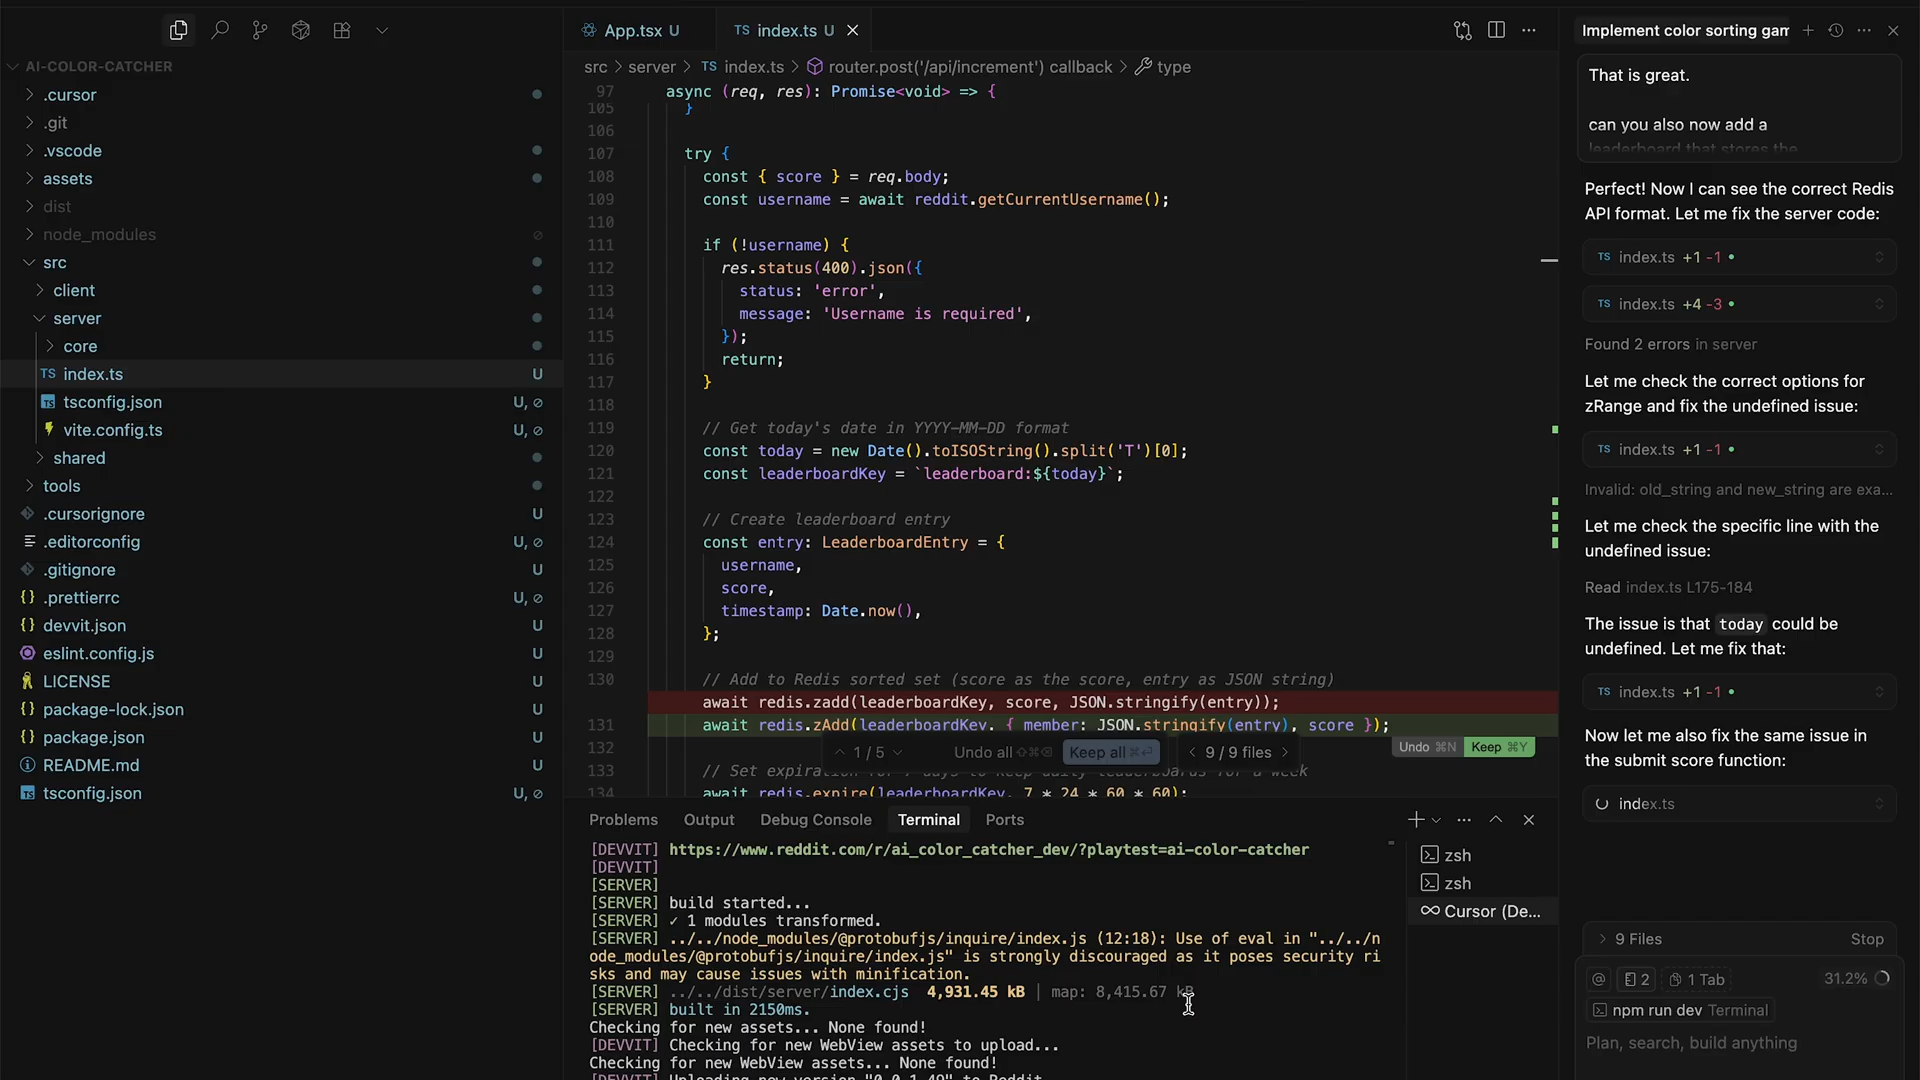 App.tsx U
TS index.ts U
Implement color sorting gam
AI-COLOR-CATCHER
.cursor
.git
.vscode
assets
dist
node_modules
src
client
server
core
TS index.ts U
TS tsconfig.json U,
vite.config.ts U,
shared
tools
.cursorignore U
.editorconfig U,
.gitignore U
{} .prettierrc U,
{} devvit.json U
eslint.config.js U
LICENSE U
{} package-lock.json U
{} package.json U
README.md U
TS tsconfig.json U,
src > server > TS index.ts > router.post('/api/increment') callback > type
97 async (req, res): Promise<void> => {
105 }
106
107 try {
108 const { score } = req.body;
109 const username = await reddit.getCurrentUsername();
110
111 if (!username) {
112 res.status(400).json({
113 status: 'error',
114 message: 'Username is required',
115 });
116 return;
117 }
118
119 // Get today's date in YYYY-MM-DD format
120 const today = new Date().toISOString().split('T')[0];
121 const leaderboardKey = `leaderboard:${today}`;
122
123 // Create leaderboard entry
124 const entry: LeaderboardEntry = {
125 username,
126 score,
127 timestamp: Date.now(),
128 };
129
130 // Add to Redis sorted set (score as the score, entry as JSON string)
await redis.zadd(leaderboardKey, score, JSON.stringify(entry));
131 await redis.zAdd(leaderboardKey, { member: JSON.stringify(entry), score });
132
1 / 5 Undo all Keep all < 9 / 9 files >
Undo ⌘N Keep ⌘Y
133 // Set expiration for 7 days to keep daily leaderboards for a week
134 await redis.expire(leaderboardKey, 7 * 24 * 60 * 60);
Problems Output Debug Console Terminal Ports
[DEVVIT] https://www.reddit.com/r/ai_color_catcher_dev/?playtest=ai-color-catcher
[DEVVIT]
[SERVER]
[SERVER] build started...
[SERVER] ✓ 1 modules transformed.
[SERVER] ../../node_modules/@protobufjs/inquire/index.js (12:18): Use of eval in "../../n
ode_modules/@protobufjs/inquire/index.js" is strongly discouraged as it poses security ri
sks and may cause issues with minification.
[SERVER] ../../dist/server/index.cjs 4,931.45 kB | map: 8,415.67 kB
[SERVER] built in 2150ms.
Checking for new assets... None found!
[DEVVIT] Checking for new WebView assets to upload...
Checking for new WebView assets... None found!
[DEVVIT] Uploading new version "0.0.1.49" to Reddit
zsh
zsh
Cursor (De...
That is great.
can you also now add a
leaderboard that stores the
Perfect! Now I can see the correct Redis
API format. Let me fix the server code:
TS index.ts +1 -1
TS index.ts +4 -3
Found 2 errors in server
Let me check the correct options for
zRange and fix the undefined issue:
TS index.ts +1 -1
Invalid: old_string and new_string are exa...
Let me check the specific line with the
undefined issue:
Read index.ts L175-184
The issue is that today could be
undefined. Let me fix that:
TS index.ts +1 -1
Now let me also fix the same issue in
the submit score function:
index.ts
9 Files Stop
@ 2 1 Tab 31.2%
npm run dev Terminal
Plan, search, build anything